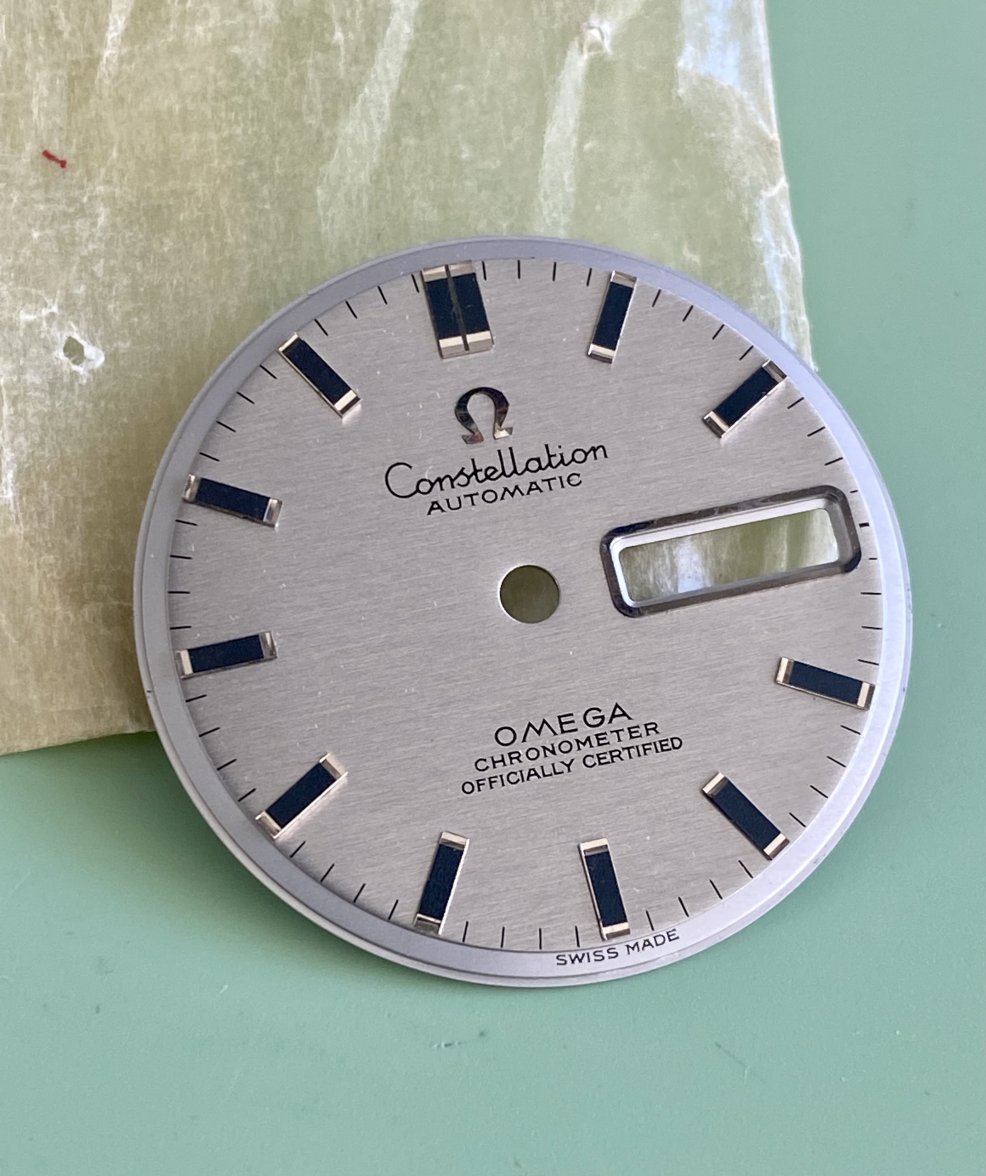 Constellation
AUTOMATIC
OMEGA
CHRONOMETER
OFFICIALLY CERTIFIED
SWISS MADE